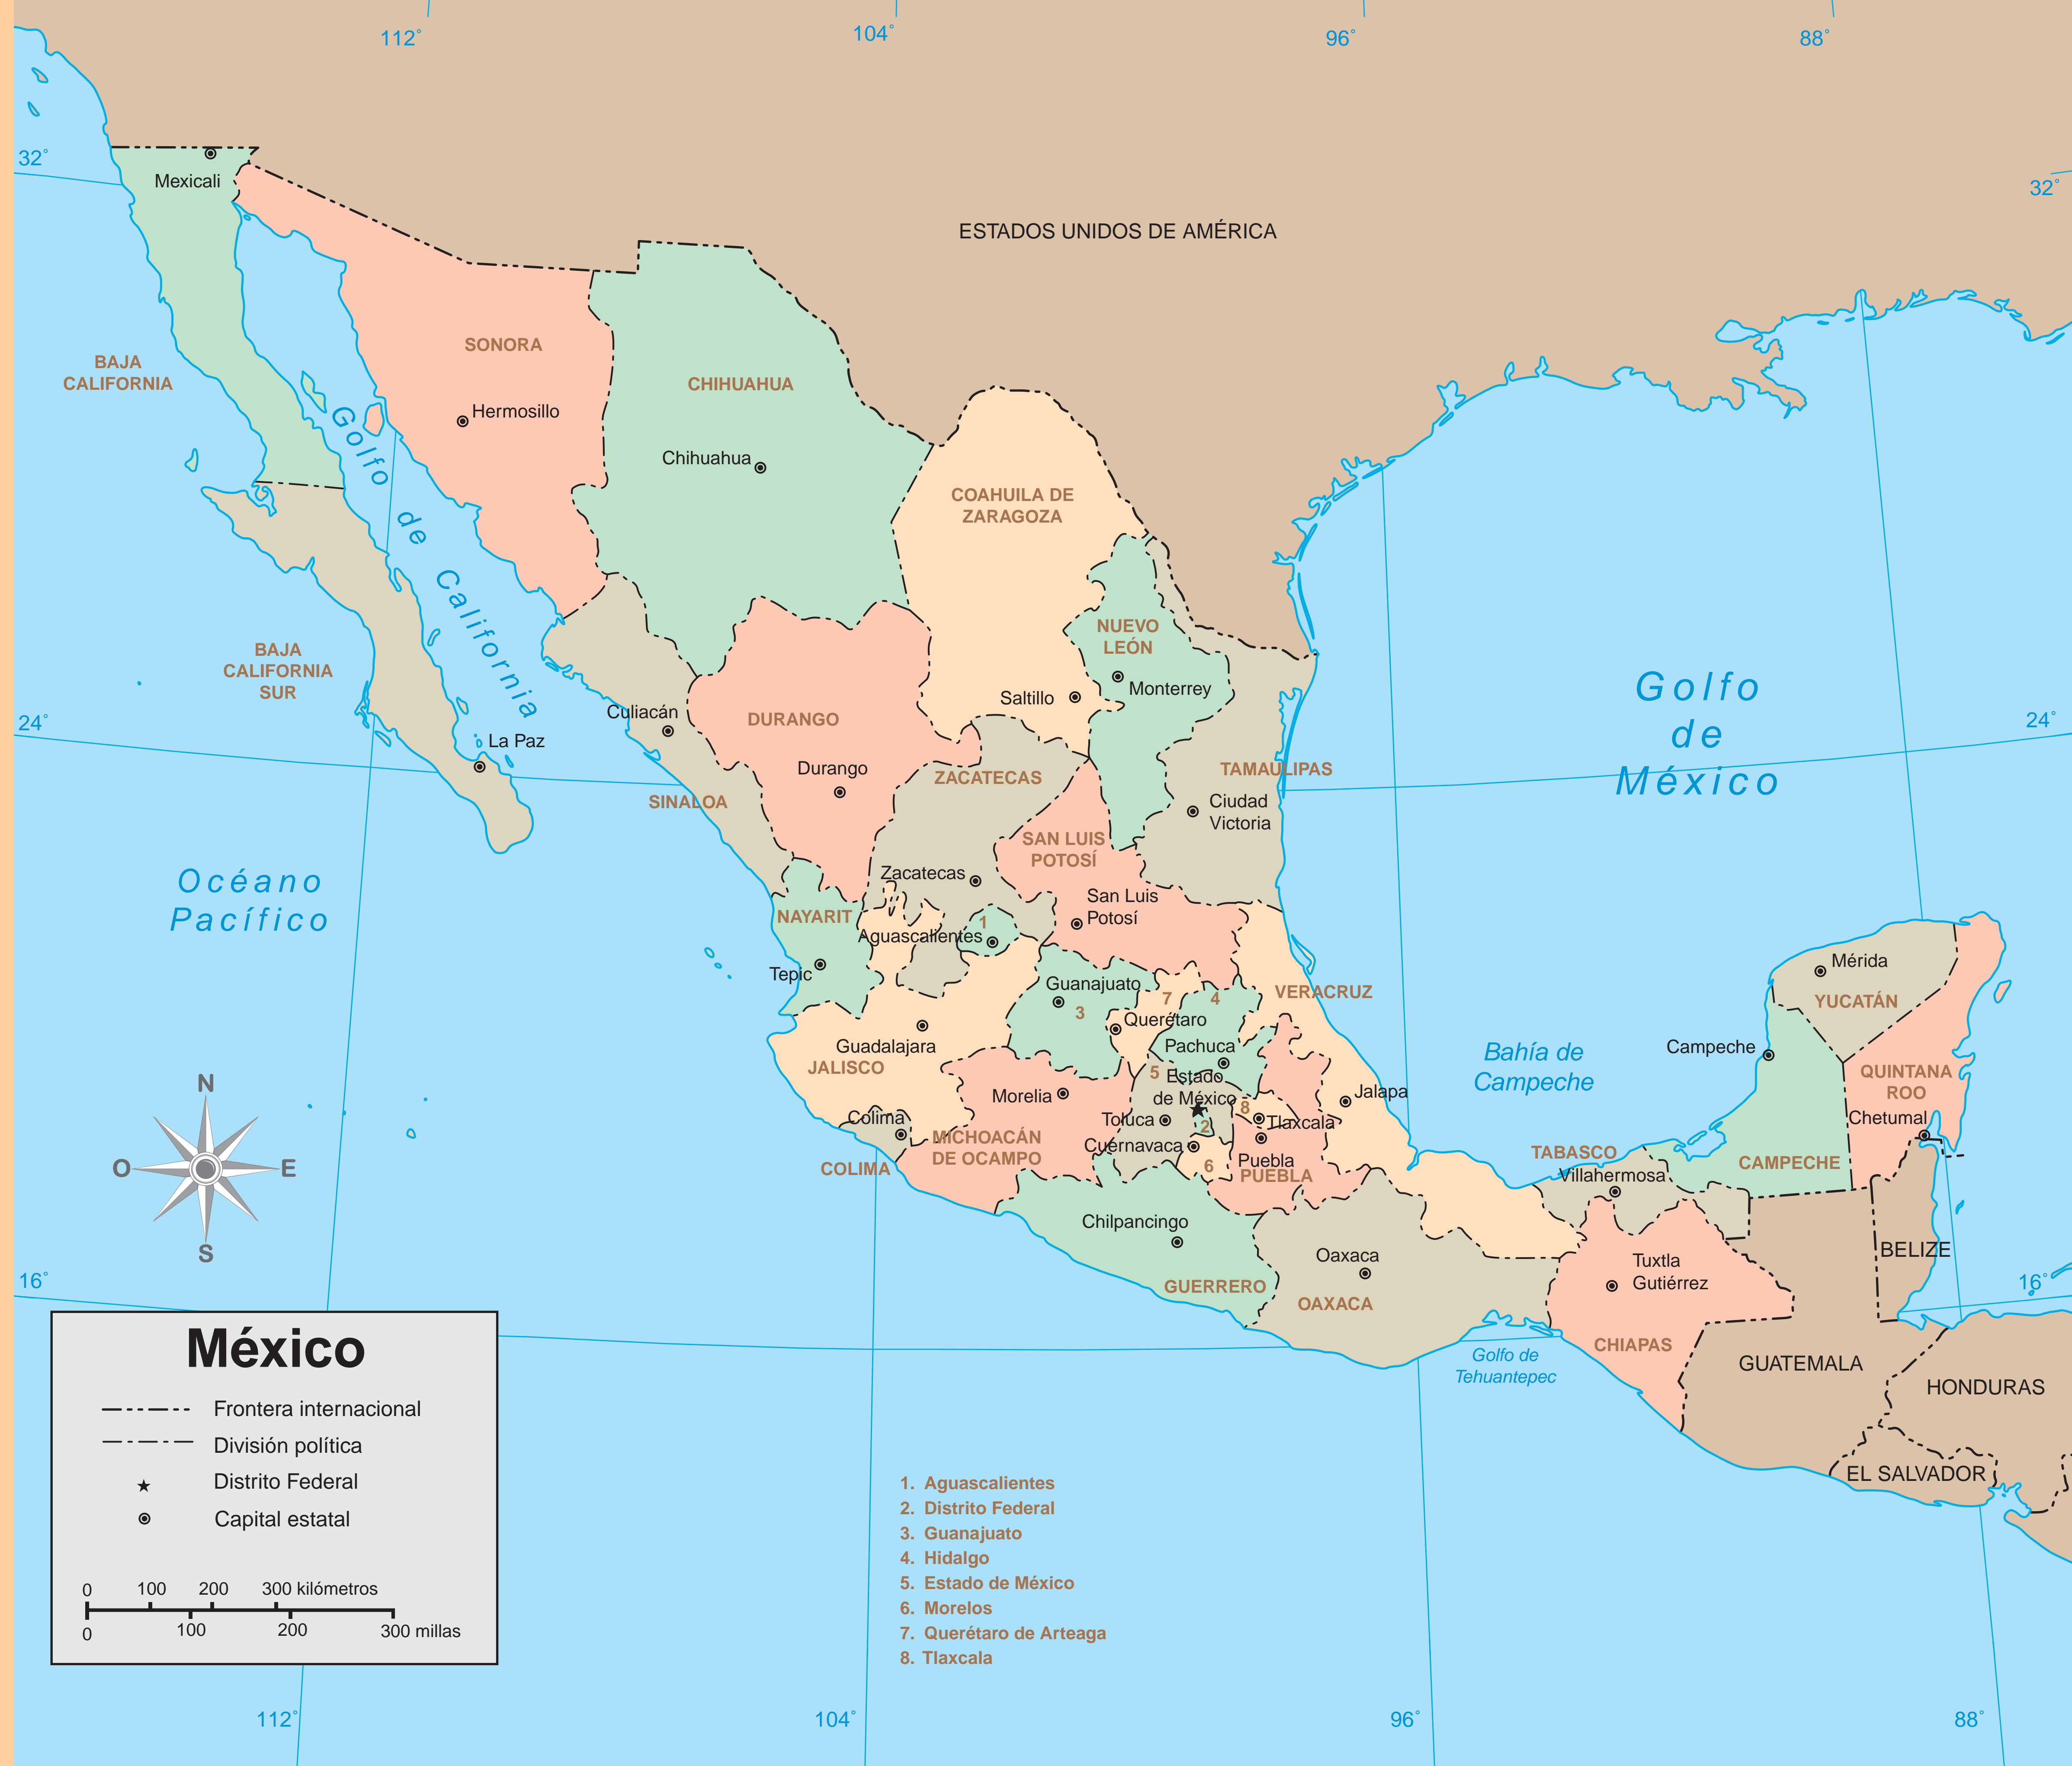 112°
104°
96°
88°
32°
Mexicali
32°
ESTADOS UNIDOS DE AMÉRICA
SONORA
BAJA
CALIFORNIA
CHIHUAHUA
Hermosillo
Chihuahua
Golfo de California
COAHUILA DE
ZARAGOZA
NUEVO
LEÓN
BAJA
CALIFORNIA
SUR
Monterrey
Saltillo
Golfo
de
México
Culiacán
DURANGO
24°
24°
La Paz
Durango
ZACATECAS
TAMAULIPAS
SINALOA
Ciudad
Victoria
SAN LUIS
POTOSÍ
Océano
Pacífico
Zacatecas
San Luis
Potosí
NAYARIT
1
Aguascalientes
Tepic
Guanajuato
3
7
4
VERACRUZ
Mérida
YUCATÁN
Querétaro
Guadalajara
JALISCO
Pachuca
Bahía de
Campeche
Campeche
QUINTANA
ROO
5
Estado
de México
Morelia
Jalapa
8
Colima
Toluca
2
Tlaxcala
Chetumal
MICHOACÁN
DE OCAMPO
Cuernavaca
6
Puebla
PUEBLA
TABASCO
Villahermosa
CAMPECHE
COLIMA
N
O
E
S
Chilpancingo
GUERRERO
Oaxaca
OAXACA
Tuxtla
Gutiérrez
BELIZE
16°
16°
CHIAPAS
Golfo de
Tehuantepec
GUATEMALA
HONDURAS
EL SALVADOR
México
Frontera internacional
División política
Distrito Federal
Capital estatal
0 100 200 300 kilómetros
0 100 200 300 millas
1. Aguascalientes
2. Distrito Federal
3. Guanajuato
4. Hidalgo
5. Estado de México
6. Morelos
7. Querétaro de Arteaga
8. Tlaxcala
112°
104°
96°
88°